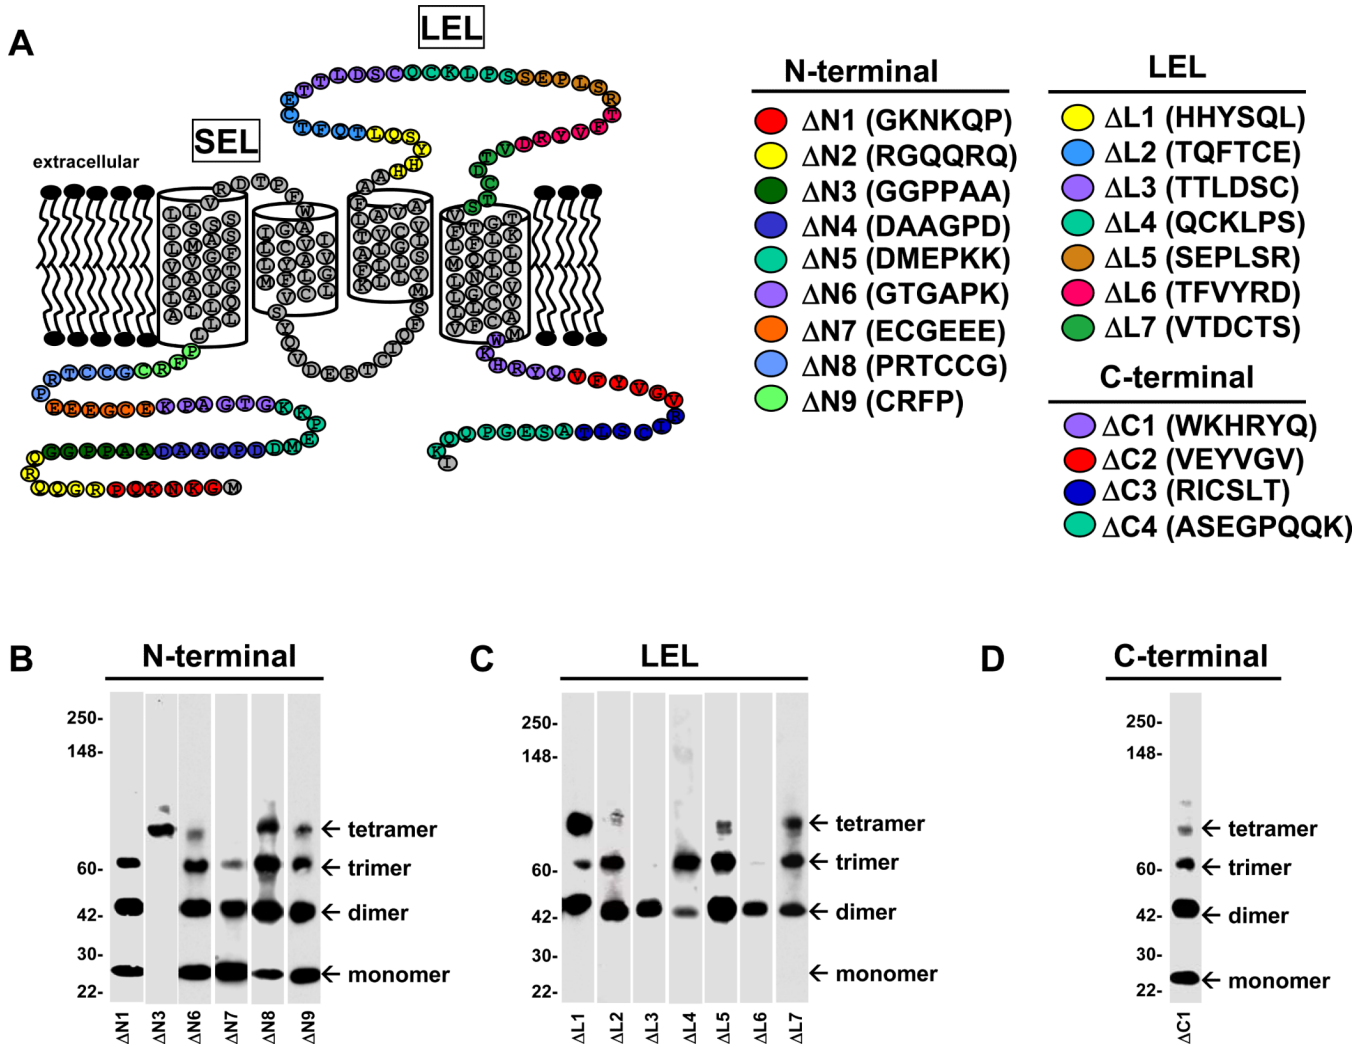 A
LEL
SEL
extracellular
T T L D S C Q C K L P S S E P L S R
E C T F Q T L Q S Y H H A A
T F V Y R D V T D C T S
V R D T P F W
P F R C G C C T R P
E E E G C E K P A G T G K K P E M D
G G P P A A D A A G P D
Q R Q Q G R P Q K N K G M
S Y Q V D E R T C I Q F S M
W K H R Y Q V E Y V G V R I C S L T A S E G P Q Q K I
N-terminal
ΔN1 (GKNKQP)
ΔN2 (RGQQRQ)
ΔN3 (GGPPAA)
ΔN4 (DAAGPD)
ΔN5 (DMEPKK)
ΔN6 (GTGAPK)
ΔN7 (ECGEEE)
ΔN8 (PRTCCG)
ΔN9 (CRFP)
LEL
ΔL1 (HHYSQL)
ΔL2 (TQFTCE)
ΔL3 (TTLDSC)
ΔL4 (QCKLPS)
ΔL5 (SEPLSR)
ΔL6 (TFVYRD)
ΔL7 (VTDCTS)
C-terminal
ΔC1 (WKHRYQ)
ΔC2 (VEYVGV)
ΔC3 (RICSLT)
ΔC4 (ASEGPQQK)
B
N-terminal
250-
148-
60-
42-
30-
22-
← tetramer
← trimer
← dimer
← monomer
ΔN1 ΔN3 ΔN6 ΔN7 ΔN8 ΔN9
C
LEL
250-
148-
60-
42-
30-
22-
← tetramer
← trimer
← dimer
← monomer
ΔL1 ΔL2 ΔL3 ΔL4 ΔL5 ΔL6 ΔL7
D
C-terminal
250-
148-
60-
42-
30-
22-
← tetramer
← trimer
← dimer
← monomer
ΔC1